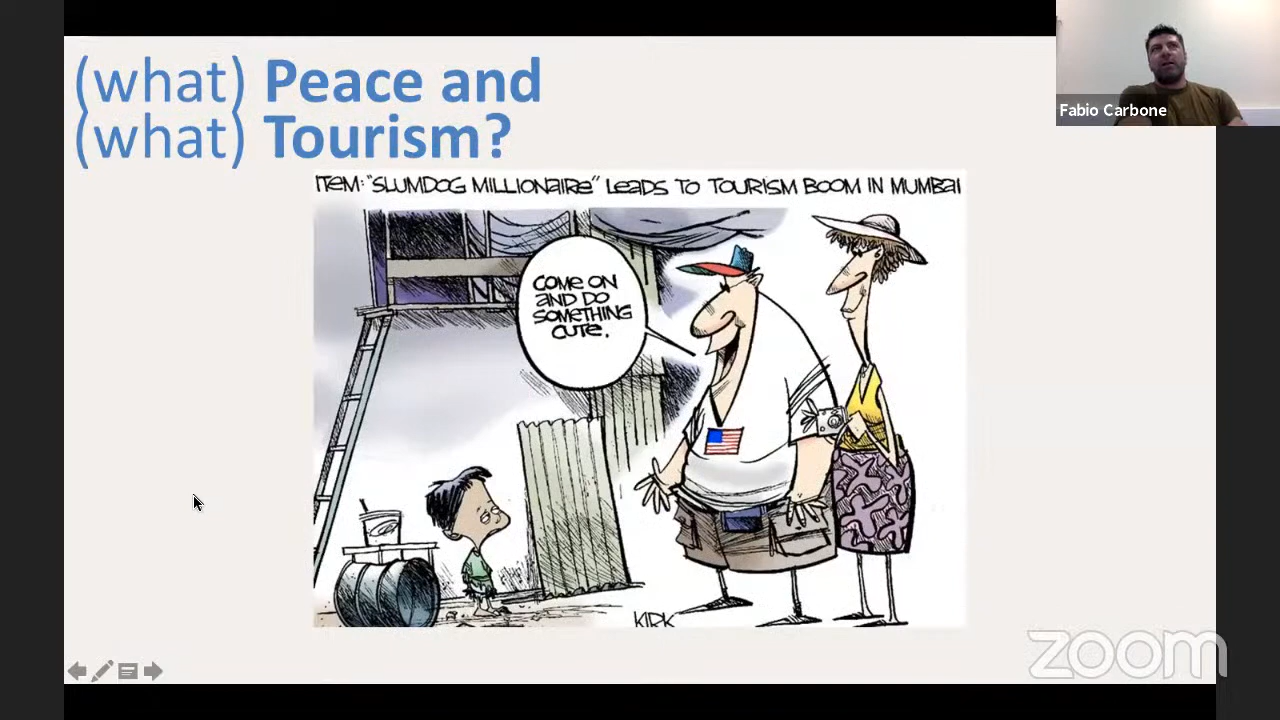 (what) Peace and
(what) Tourism?
Fabio Carbone
ITEM: "SLUMDOG MILLIONAIRE" LEADS TO TOURISM BOOM IN MUMBAI
COME ON
AND DO
SOMETHING
CUTE.
KIRK
zoom